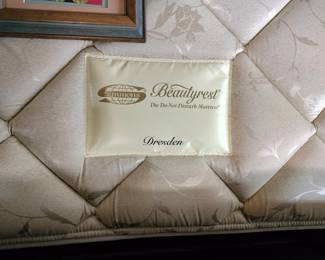 Simmons
Beautyrest
The Do Not Disturb Mattress®
Dresden